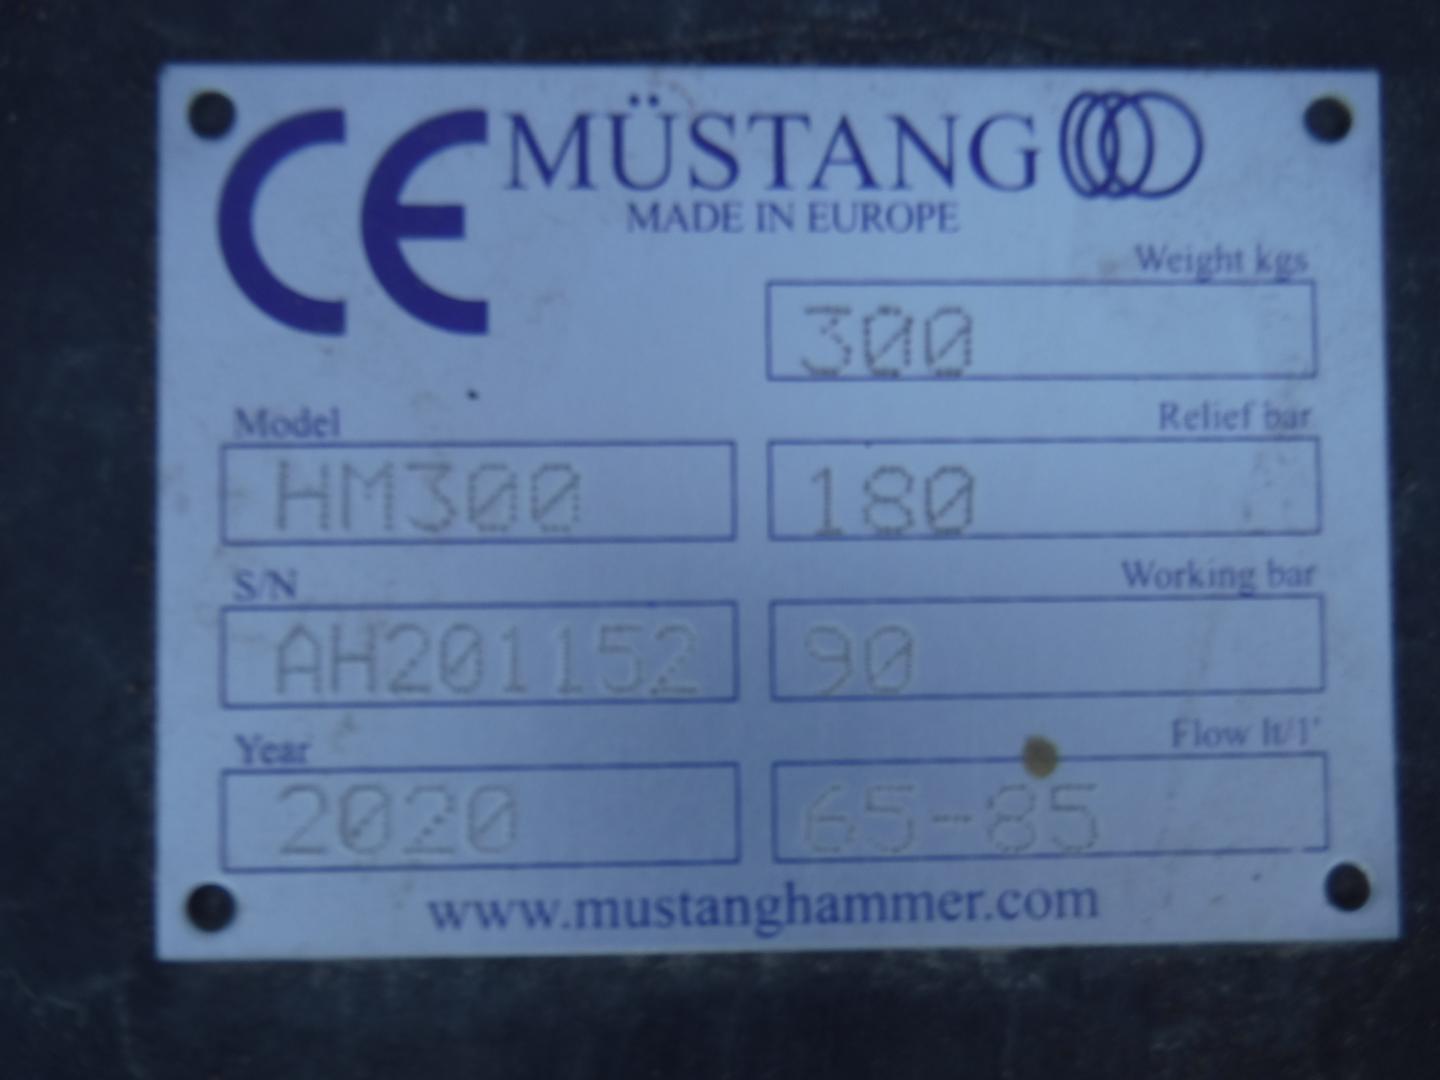 CE MÜSTANG
MADE IN EUROPE
Weight kgs
300
Model
HM300
Relief bar
180
S/N
AH201152
Working bar
90
Year
2020
Flow lt/1'
65-85
www.mustanghammer.com